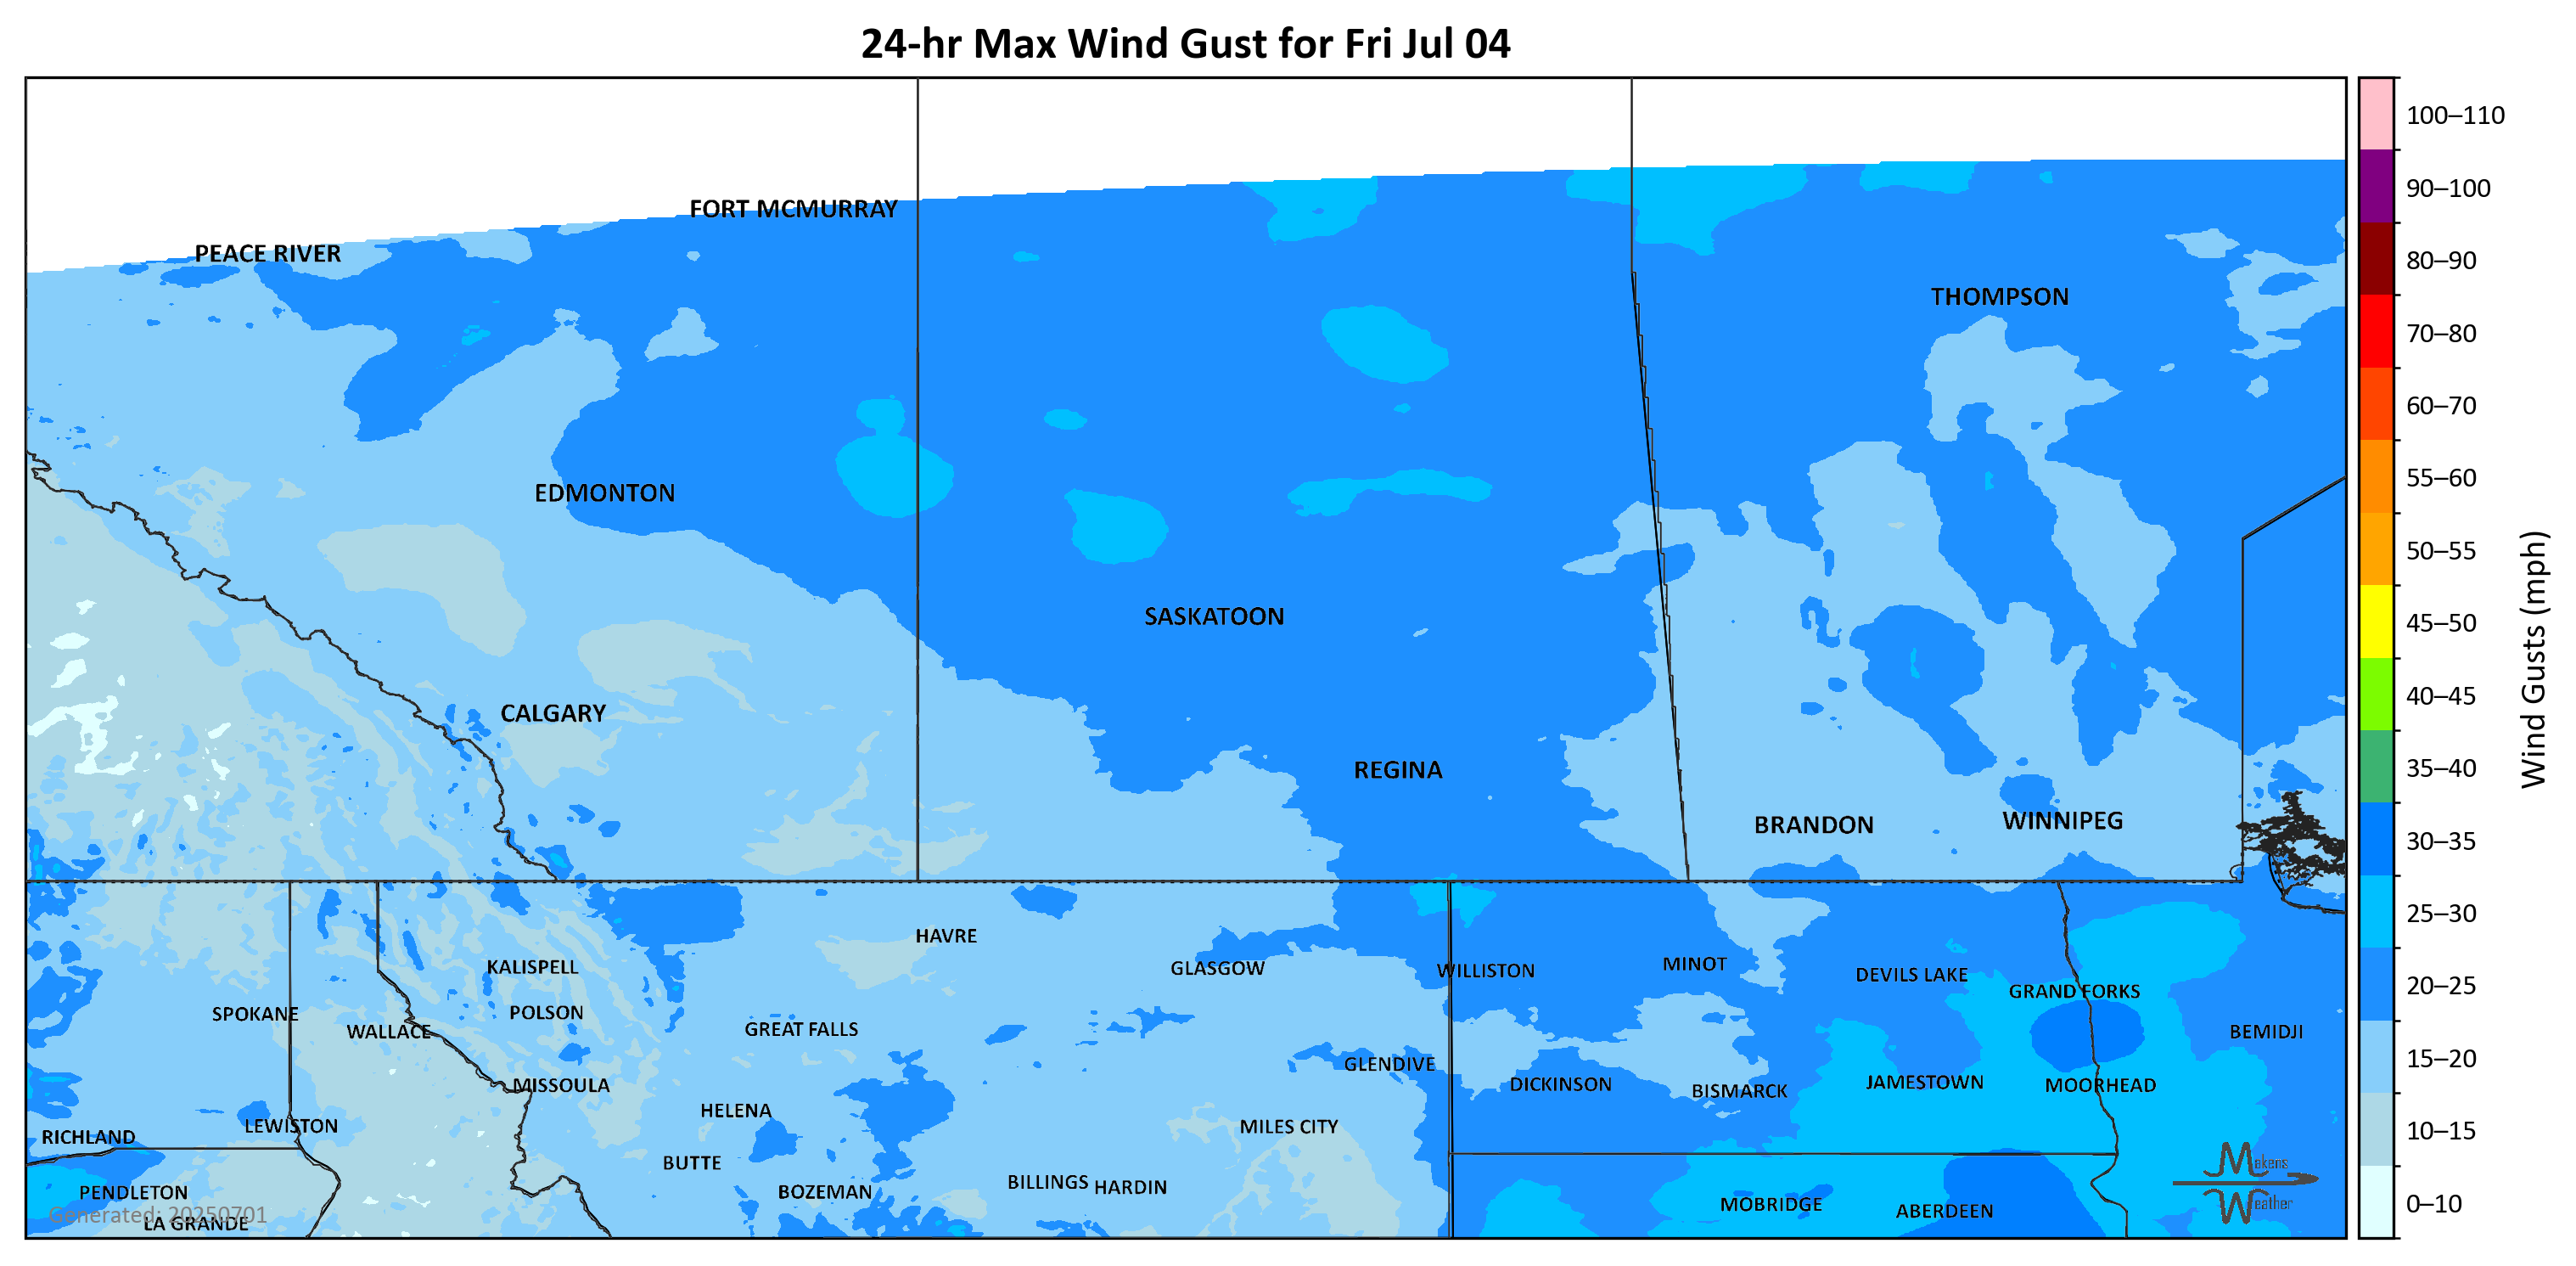 24-hr Max Wind Gust for Fri Jul 04
FORT MCMURRAY
PEACE RIVER
THOMPSON
EDMONTON
SASKATOON
CALGARY
REGINA
BRANDON
WINNIPEG
HAVRE
KALISPELL
GLASGOW
WILLISTON
MINOT
DEVILS LAKE
GRAND FORKS
SPOKANE
POLSON
WALLACE
GREAT FALLS
BEMIDJI
GLENDIVE
MISSOULA
DICKINSON
BISMARCK
JAMESTOWN
MOORHEAD
HELENA
LEWISTON
MILES CITY
RICHLAND
BUTTE
PENDLETON
BOZEMAN
BILLINGS
HARDIN
MOBRIDGE
ABERDEEN
LA GRANDE
Generated: 20250701
Makens
Weather
100–110
90–100
80–90
70–80
60–70
55–60
50–55
45–50
40–45
35–40
30–35
25–30
20–25
15–20
10–15
0–10
Wind Gusts (mph)